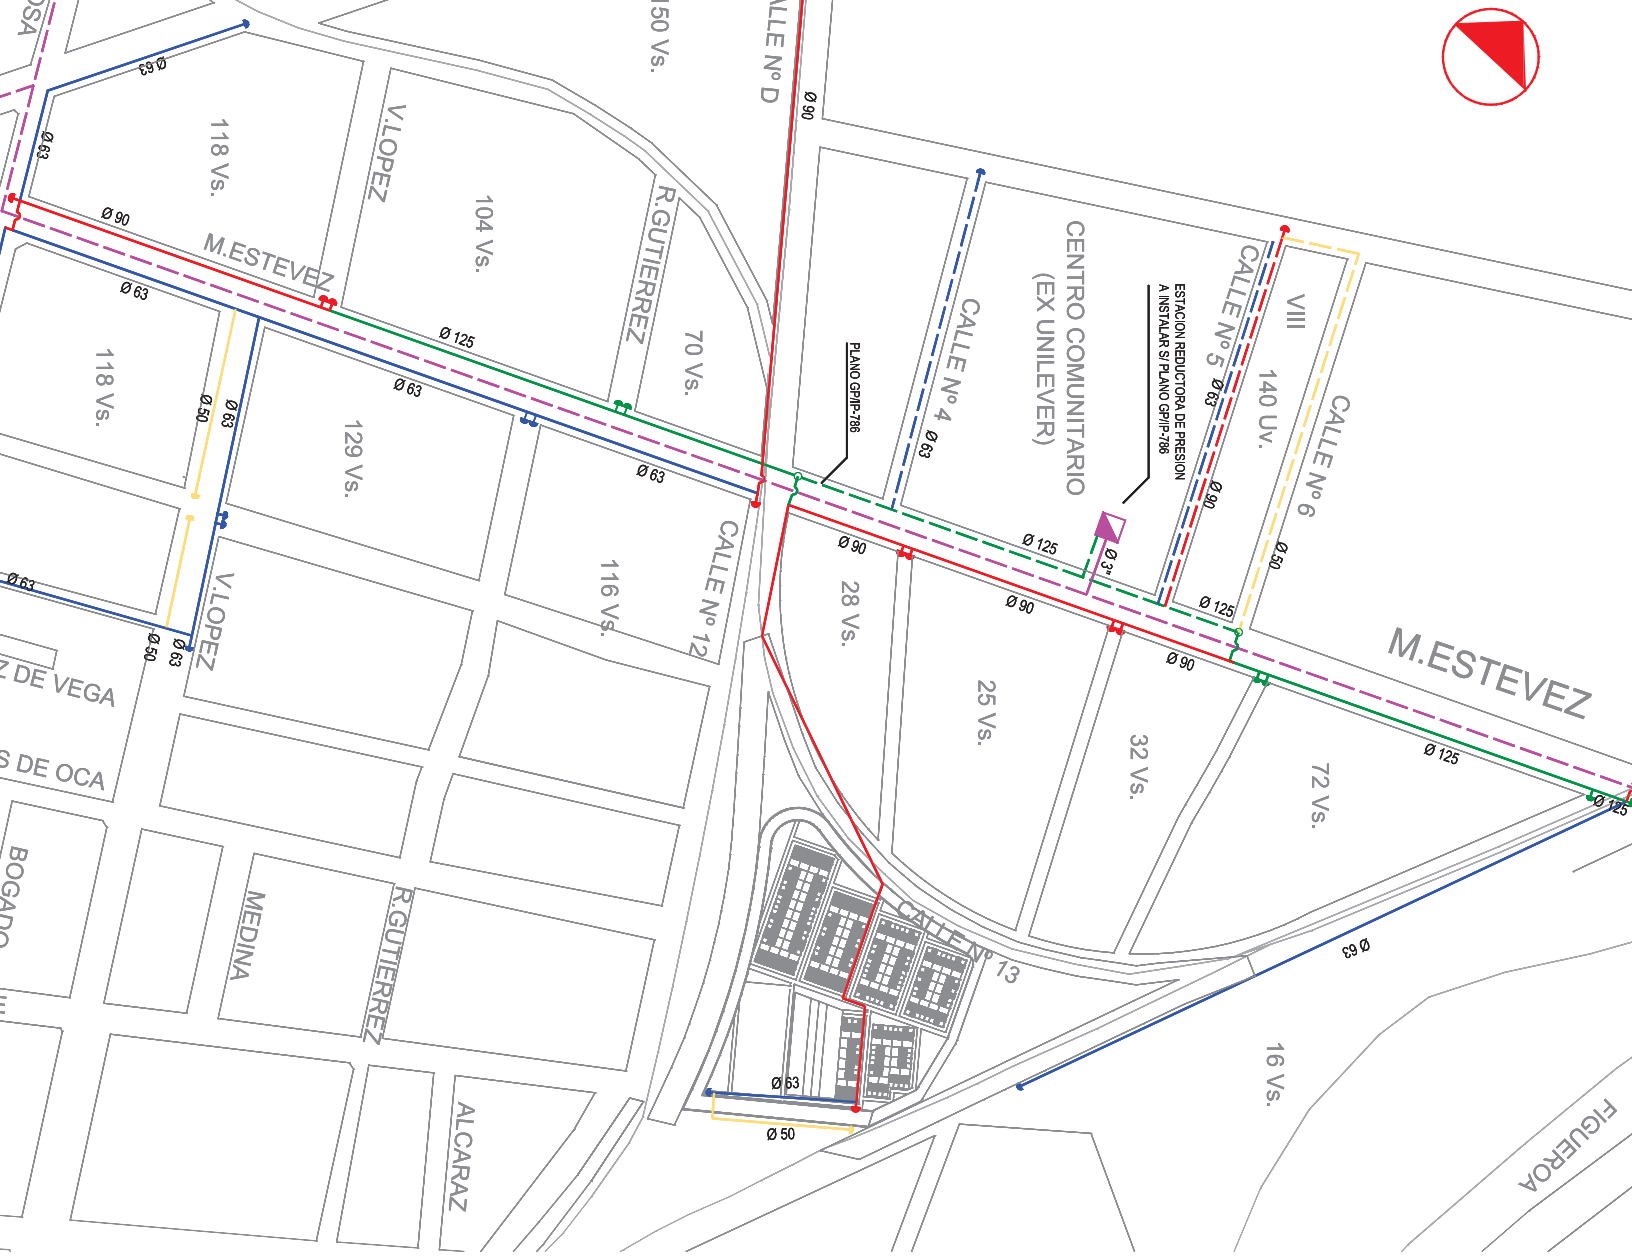 OSA
150 Vs.
CALLE Nº D
Ø 63
Ø 90
118 Vs.
V.LOPEZ
Ø 63
104 Vs.
R.GUTIERREZ
Ø 90
M.ESTEVEZ
CENTRO COMUNITARIO
(EX UNILEVER)
ESTACION REDUCTORA DE PRESION
A INSTALAR S/ PLANO GP/IP-786
CALLE Nº 5
VIII
140 Uv.
Ø 63
Ø 125
70 Vs.
PLANO GP/IP-786
CALLE Nº 4
Ø 63
Ø 63
Ø 90
CALLE Nº 6
Ø 50
118 Vs.
Ø 50
Ø 63
Ø 63
129 Vs.
Ø 63
CALLE Nº 12
Ø 90
Ø 125
Ø 3"
Ø 125
Ø 63
V.LOPEZ
116 Vs.
28 Vs.
Ø 90
Ø 90
M.ESTEVEZ
Ø 50
Ø 63
Z DE VEGA
25 Vs.
32 Vs.
72 Vs.
Ø 125
Ø 125
S DE OCA
BOGADO
MEDINA
R.GUTIERREZ
CALLE Nº 13
Ø 63
16 Vs.
Ø 63
Ø 50
ALCARAZ
FIGUEROA